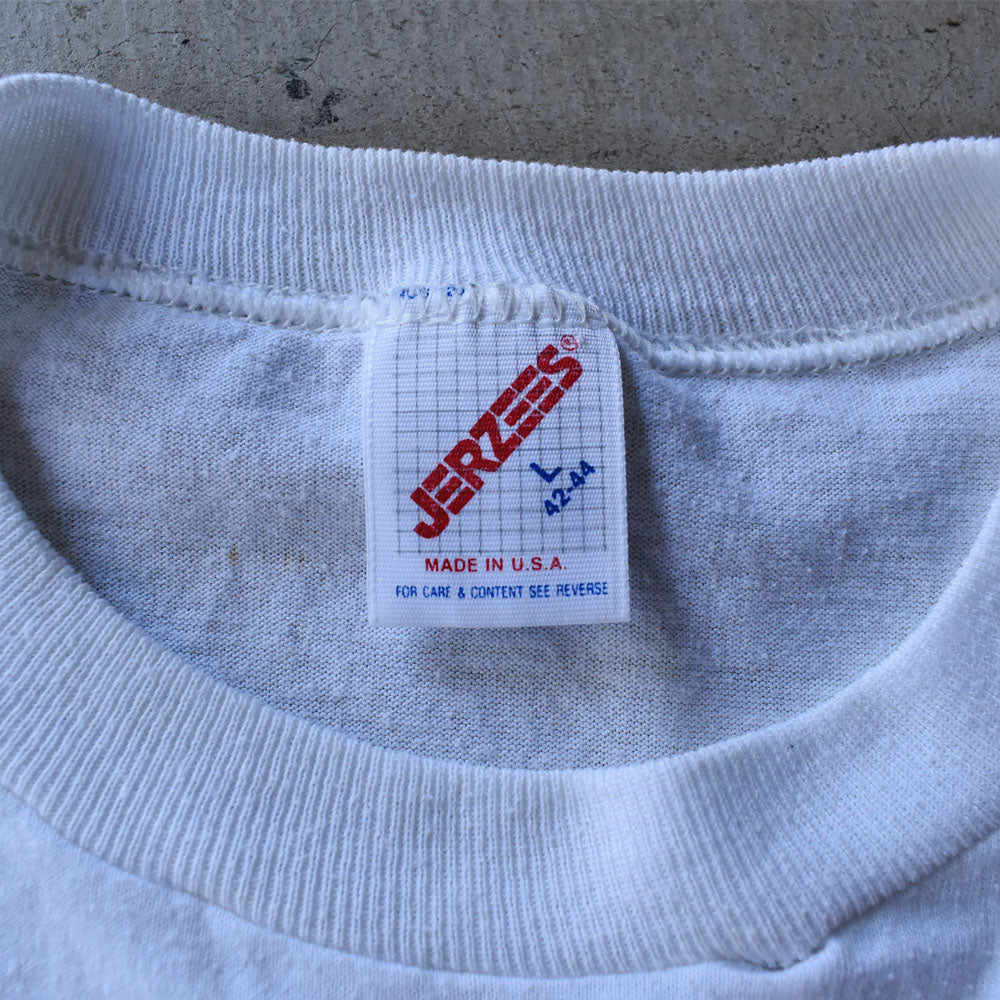 JERZEES®
L
42-44
MADE IN U.S.A.
FOR CARE & CONTENT SEE REVERSE